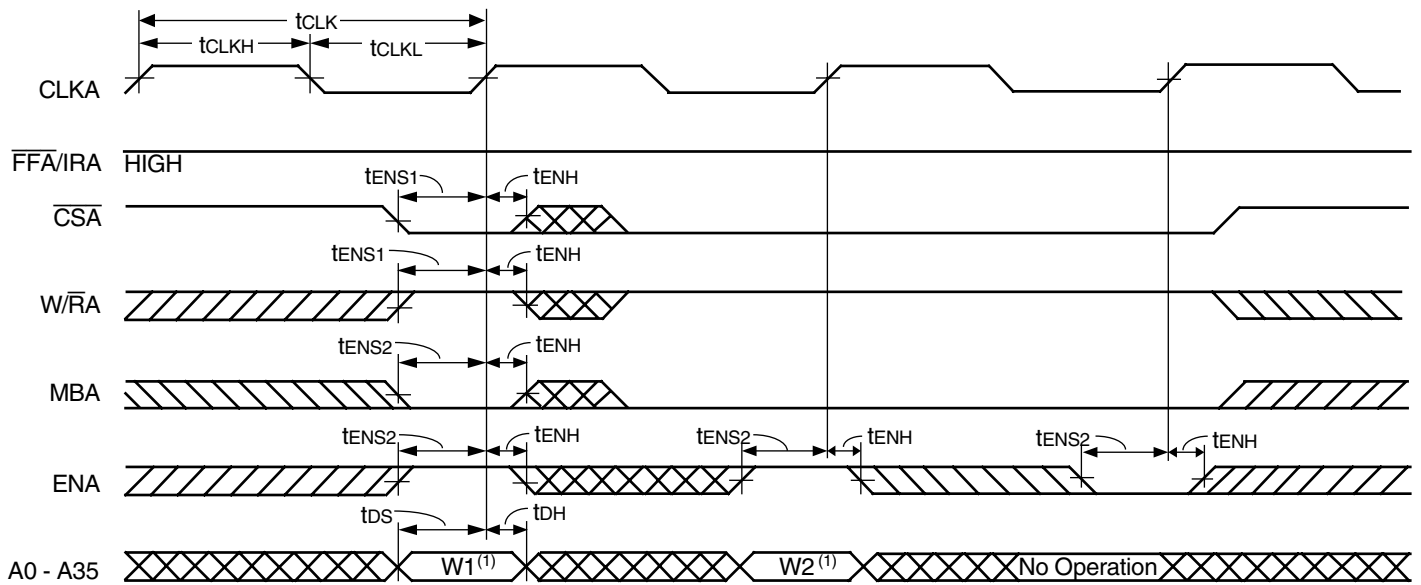 tCLK
tCLKH tCLKL
CLKA
FFA/IRA HIGH
tENS1 tENH
CSA
tENS1 tENH
W/RA
tENS2 tENH
MBA
tENS2 tENH tENS2 tENH tENS2 tENH
ENA
tDS tDH
A0 - A35 W1(1) W2(1) No Operation